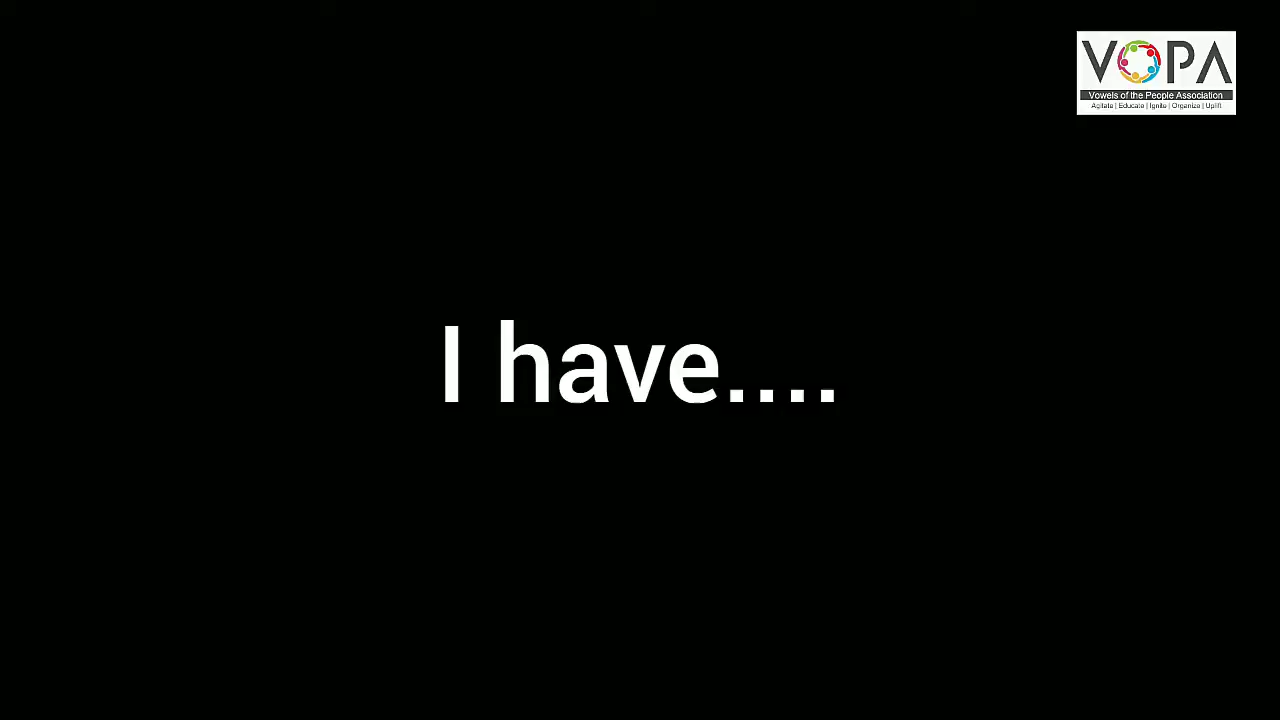 VOPA
Vowels of the People Association
Agitate | Educate | Ignite | Organize | Uplift
I have....